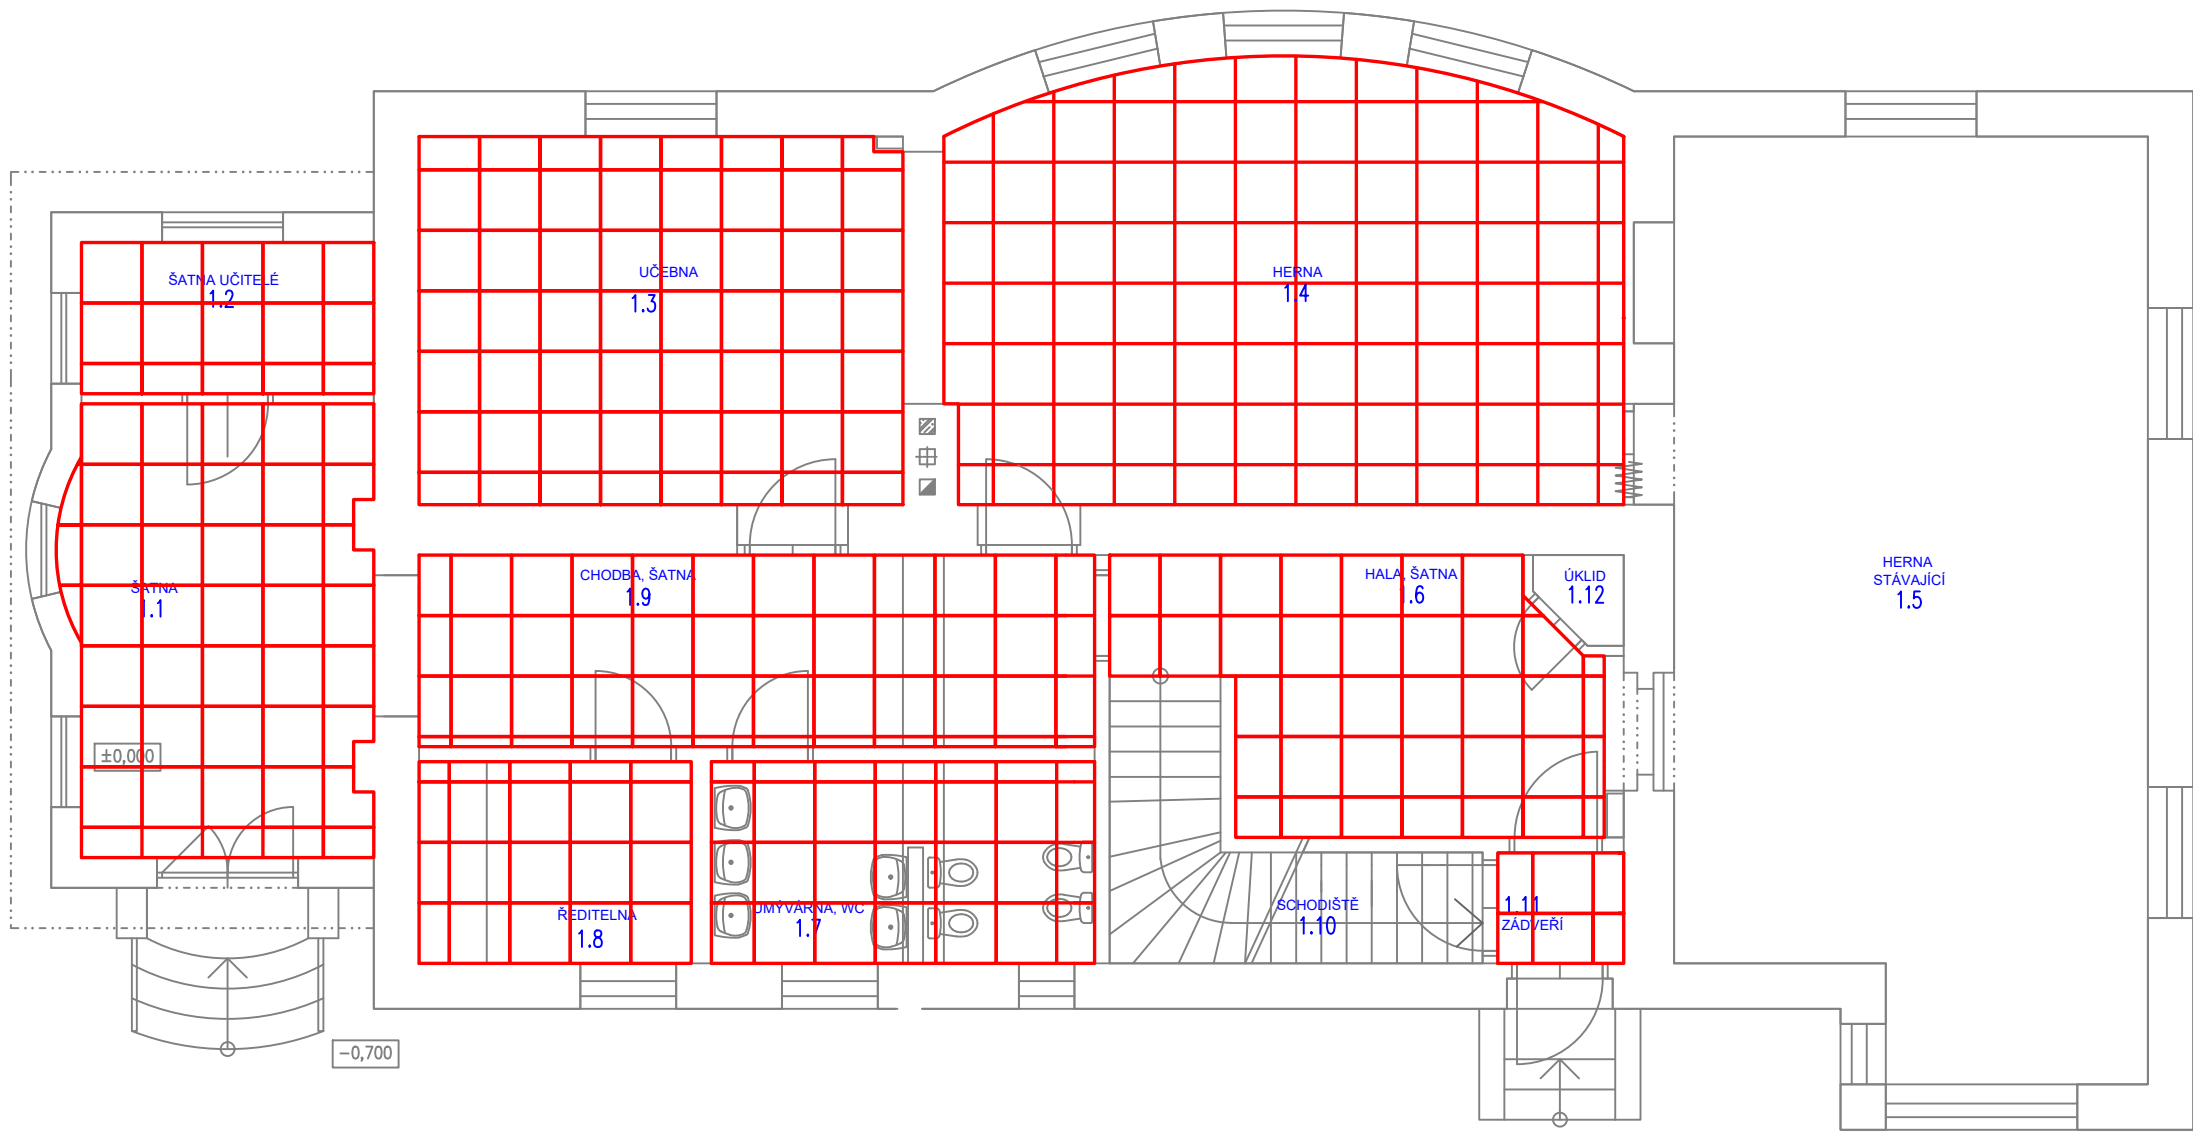 ŠATNA UČITELÉ
1.2
UČEBNA
1.3
HERNA
1.4
ŠATNA
1.1
CHODBA, ŠATNA
1.9
HALA, ŠATNA
1.6
ÚKLID
1.12
HERNA
STÁVAJÍCÍ
1.5
±0,000
ŘEDITELNA
1.8
UMÝVÁRNA, WC
1.7
SCHODIŠTĚ
1.10
1.11
ZÁDVEŘÍ
-0,700